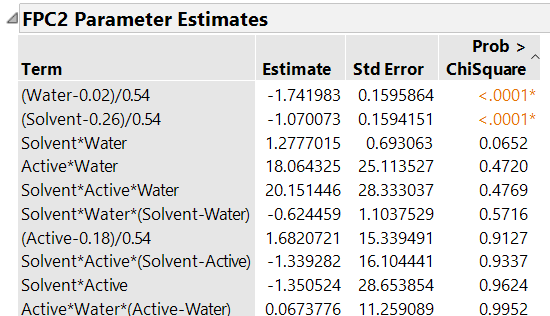 FPC2 Parameter Estimates
Prob >
Term Estimate Std Error ChiSquare
(Water-0.02)/0.54 -1.741983 0.1595864 <.0001*
(Solvent-0.26)/0.54 -1.070073 0.1594151 <.0001*
Solvent*Water 1.2777015 0.693063 0.0652
Active*Water 18.064325 25.113527 0.4720
Solvent*Active*Water 20.151446 28.333037 0.4769
Solvent*Water*(Solvent-Water) -0.624459 1.1037529 0.5716
(Active-0.18)/0.54 1.6820721 15.339491 0.9127
Solvent*Active*(Solvent-Active) -1.339282 16.104441 0.9337
Solvent*Active -1.350524 28.653854 0.9624
Active*Water*(Active-Water) 0.0673776 11.259089 0.9952